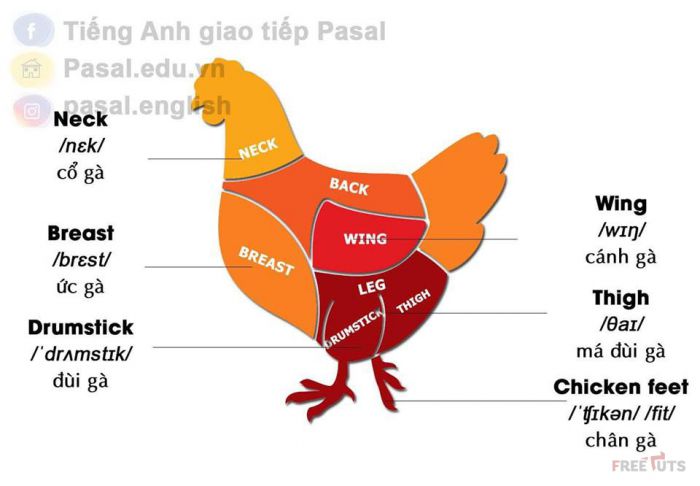 Tiếng Anh giao tiếp Pasal
Pasal.edu.vn
pasal.english
Neck
/nɛk/
cổ gà
Breast
/brɛst/
ức gà
Drumstick
/ˈdrʌmstɪk/
đùi gà
NECK
BACK
WING
BREAST
LEG
DRUMSTICK
THIGH
Wing
/wɪŋ/
cánh gà
Thigh
/θaɪ/
má đùi gà
Chicken feet
/ˈʧɪkən/ /fit/
chân gà
FREETUTS